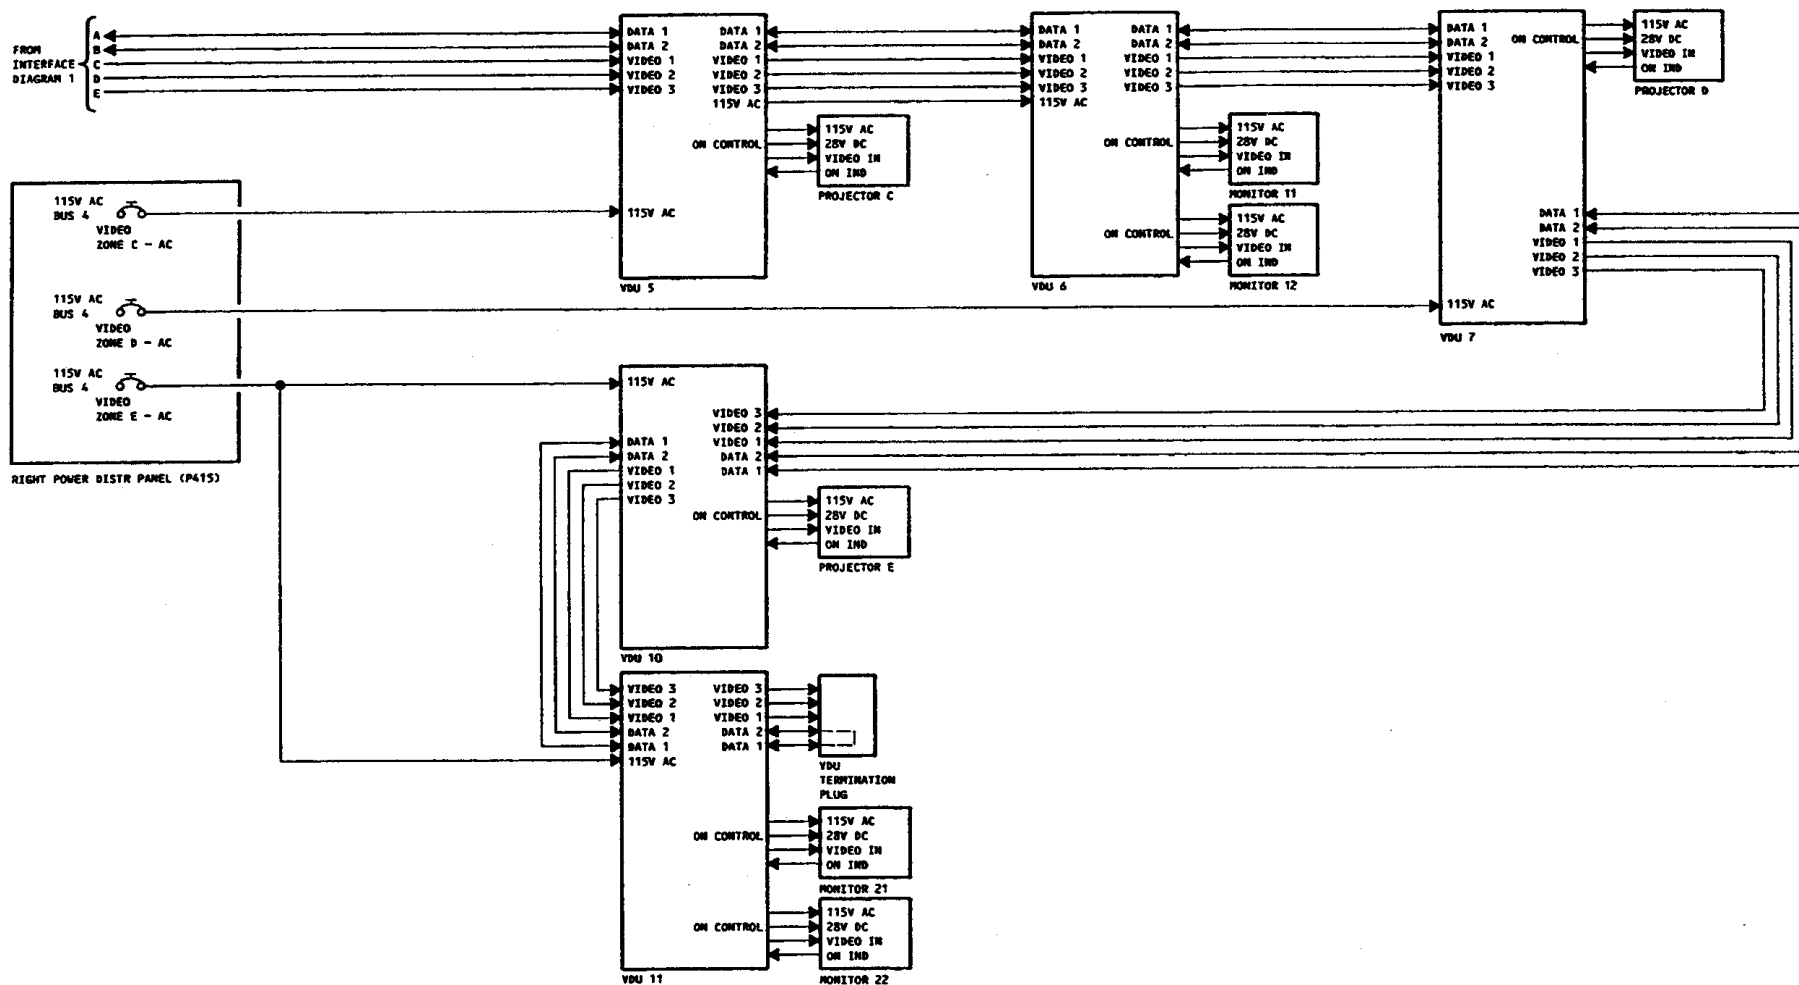 FROM
INTERFACE
DIAGRAM 1
A
B
C
D
E
DATA 1
DATA 2
VIDEO 1
VIDEO 2
VIDEO 3
DATA 1
DATA 2
VIDEO 1
VIDEO 2
VIDEO 3
115V AC
ON CONTROL
115V AC
VDU 5
115V AC
28V DC
VIDEO IN
ON IND
PROJECTOR C
DATA 1
DATA 2
VIDEO 1
VIDEO 2
VIDEO 3
115V AC
DATA 1
DATA 2
VIDEO 1
VIDEO 2
VIDEO 3
ON CONTROL
ON CONTROL
VDU 6
115V AC
28V DC
VIDEO IN
ON IND
MONITOR 11
115V AC
28V DC
VIDEO IN
ON IND
MONITOR 12
DATA 1
DATA 2
VIDEO 1
VIDEO 2
VIDEO 3
ON CONTROL
DATA 1
DATA 2
VIDEO 1
VIDEO 2
VIDEO 3
115V AC
VDU 7
115V AC
28V DC
VIDEO IN
ON IND
PROJECTOR D
115V AC
BUS 4
VIDEO
ZONE C - AC
115V AC
BUS 4
VIDEO
ZONE D - AC
115V AC
BUS 4
VIDEO
ZONE E - AC
RIGHT POWER DISTR PANEL (P415)
115V AC
DATA 1
DATA 2
VIDEO 1
VIDEO 2
VIDEO 3
VIDEO 3
VIDEO 2
VIDEO 1
DATA 2
DATA 1
ON CONTROL
VDU 10
115V AC
28V DC
VIDEO IN
ON IND
PROJECTOR E
VIDEO 3
VIDEO 2
VIDEO 1
DATA 2
DATA 1
115V AC
VIDEO 3
VIDEO 2
VIDEO 1
DATA 2
DATA 1
ON CONTROL
ON CONTROL
VDU 11
VDU
TERMINATION
PLUG
115V AC
28V DC
VIDEO IN
ON IND
MONITOR 21
115V AC
28V DC
VIDEO IN
ON IND
MONITOR 22